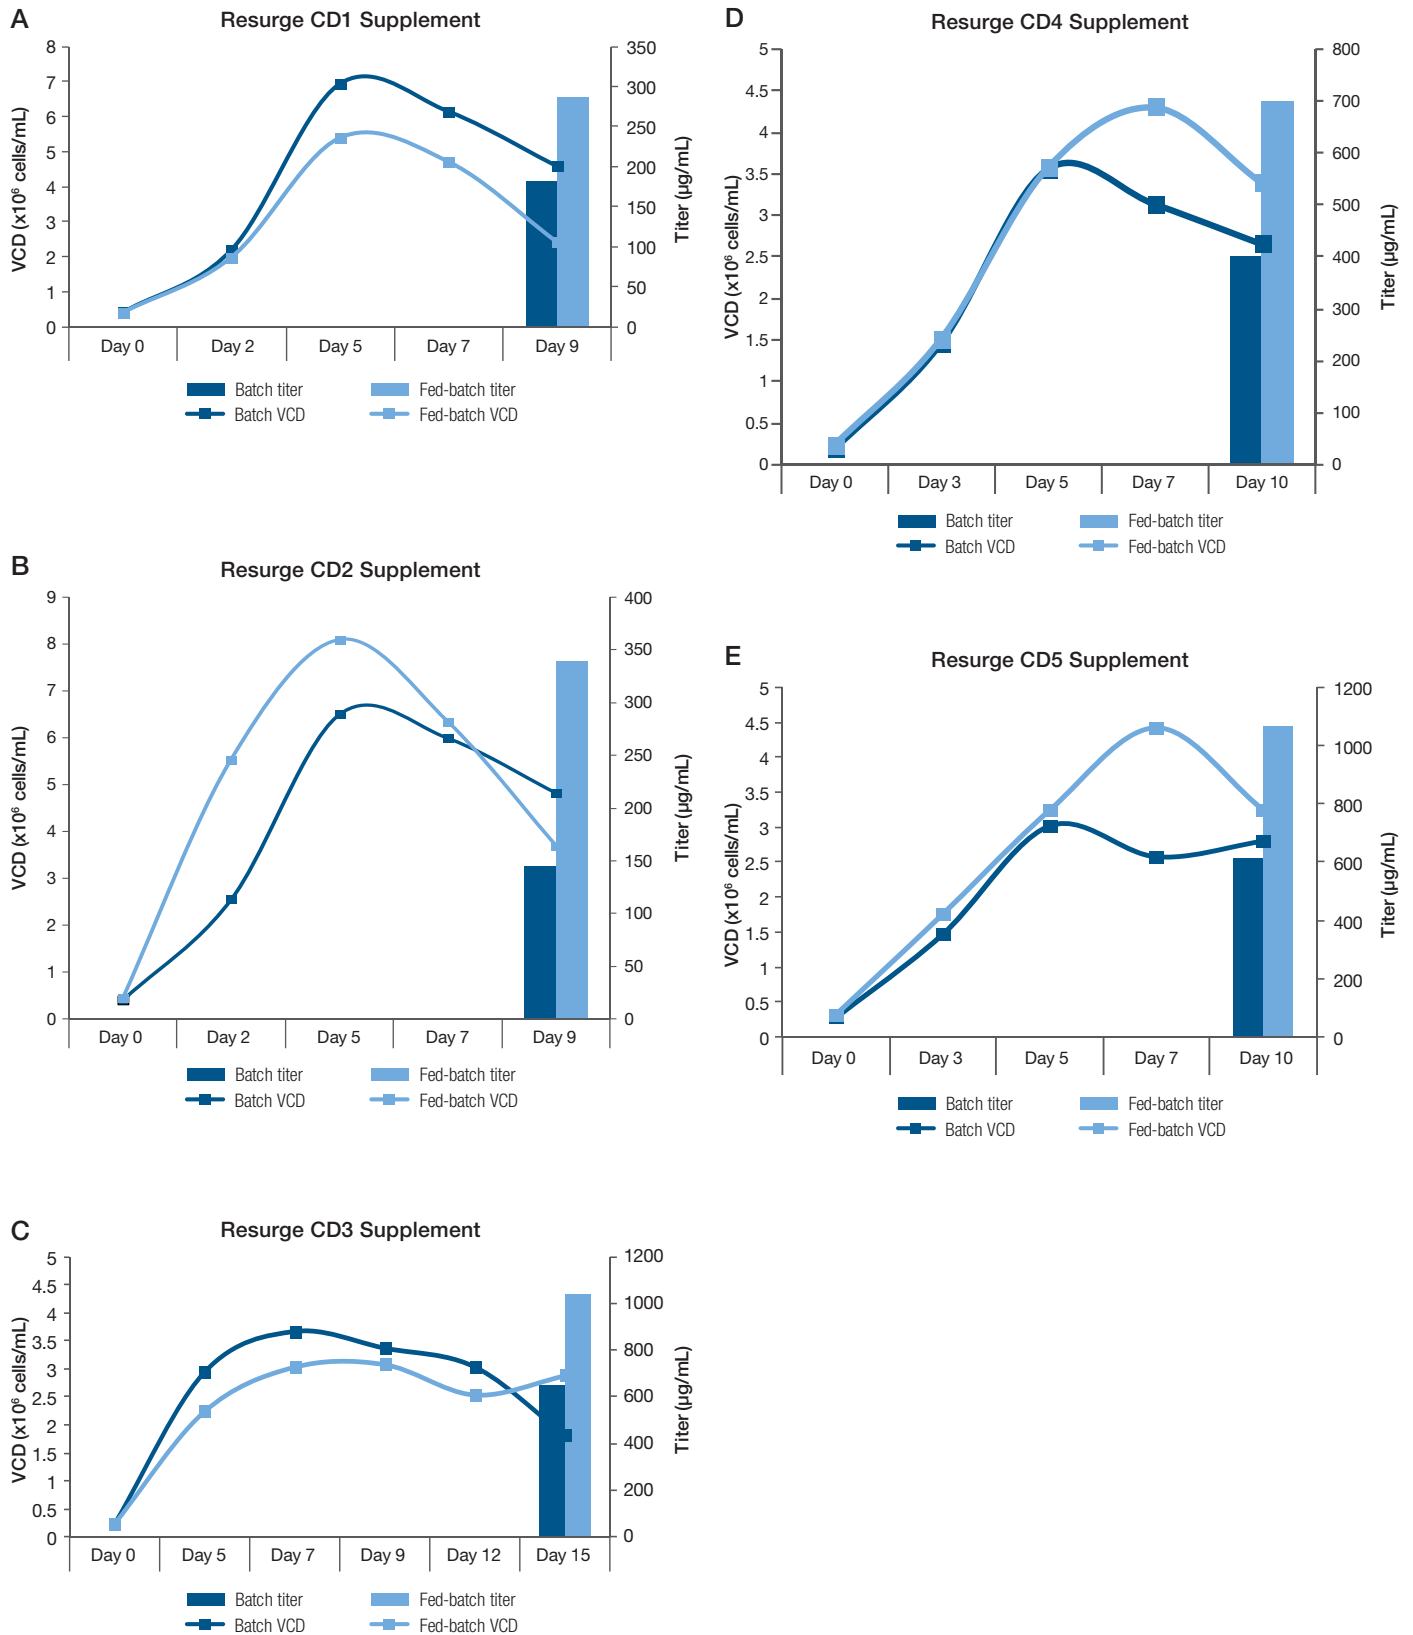 A
Resurge CD1 Supplement
8
7
6
5
4
3
2
1
0
VCD (x10⁶ cells/mL)
350
300
250
200
150
100
50
0
Titer (µg/mL)
Day 0 Day 2 Day 5 Day 7 Day 9
Batch titer Fed-batch titer
Batch VCD Fed-batch VCD
B
Resurge CD2 Supplement
9
8
7
6
5
4
3
2
1
0
VCD (x10⁶ cells/mL)
400
350
300
250
200
150
100
50
0
Titer (µg/mL)
Day 0 Day 2 Day 5 Day 7 Day 9
Batch titer Fed-batch titer
Batch VCD Fed-batch VCD
C
Resurge CD3 Supplement
5
4.5
4
3.5
3
2.5
2
1.5
1
0.5
0
VCD (x10⁶ cells/mL)
1200
1000
800
600
400
200
0
Titer (µg/mL)
Day 0 Day 5 Day 7 Day 9 Day 12 Day 15
Batch titer Fed-batch titer
Batch VCD Fed-batch VCD
D
Resurge CD4 Supplement
5
4.5
4
3.5
3
2.5
2
1.5
1
0.5
0
VCD (x10⁶ cells/mL)
800
700
600
500
400
300
200
100
0
Titer (µg/mL)
Day 0 Day 3 Day 5 Day 7 Day 10
Batch titer Fed-batch titer
Batch VCD Fed-batch VCD
E
Resurge CD5 Supplement
5
4.5
4
3.5
3
2.5
2
1.5
1
0.5
0
VCD (x10⁶ cells/mL)
1200
1000
800
600
400
200
0
Titer (µg/mL)
Day 0 Day 3 Day 5 Day 7 Day 10
Batch titer Fed-batch titer
Batch VCD Fed-batch VCD